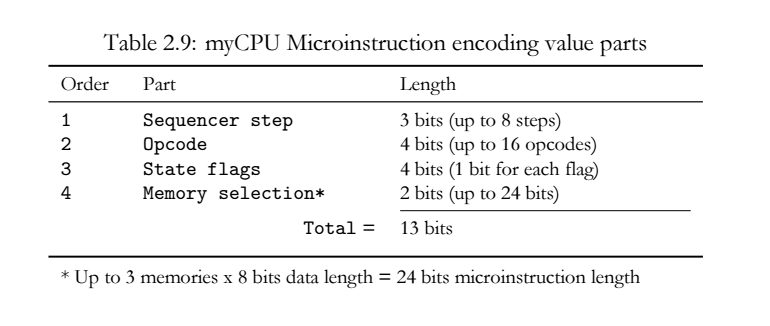 Table 2.9: myCPU Microinstruction encoding value parts
Order Part Length
1 Sequencer step 3 bits (up to 8 steps)
2 Opcode 4 bits (up to 16 opcodes)
3 State flags 4 bits (1 bit for each flag)
4 Memory selection* 2 bits (up to 24 bits)
Total = 13 bits
* Up to 3 memories x 8 bits data length = 24 bits microinstruction length